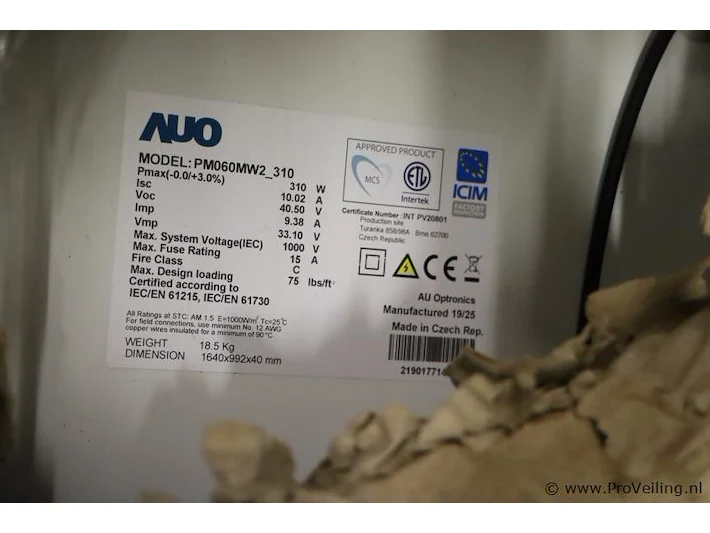 AUO
MODEL: PM060MW2_310
Pmax(-0.0/+3.0%) 310 W
Isc 10.02 A
Voc 40.50 V
Imp 9.38 A
Vmp 33.10 V
Max. System Voltage(IEC) 1000 V
Max. Fuse Rating 15 A
Fire Class C
Max. Design loading 75 lbs/ft²
Certified according to
IEC/EN 61215, IEC/EN 61730
All Ratings at STC: AM 1.5 E=1000W/m² Tc=25°C
For field connections, use minimum No. 12 AWG
copper wires insulated for a minimum of 90°C
WEIGHT 18.5 Kg
DIMENSION 1640x992x40 mm
APPROVED PRODUCT
MCS
ETL
Intertek
ICIM
Certificate Number : INT PV20801
Production site
Turanka 858/98A . Brno 62700
Czech Republic
CE
AU Optronics
Manufactured 19/25
Made in Czech Rep.
21901771
© www.ProVeiling.nl